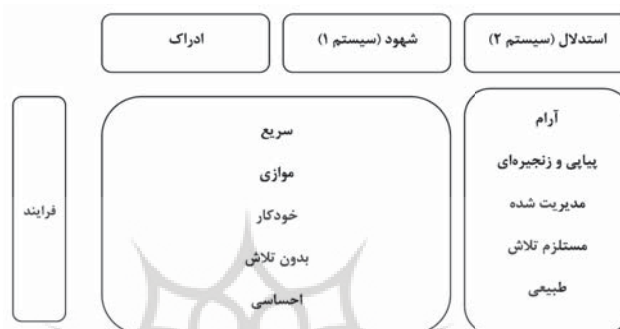 استدلال (سیستم ۲)
شهود (سیستم ۱)
ادراک
آرام
پیاپی و زنجیره‌ای
مدیریت شده
مستلزم تلاش
طبیعی
سریع
موازی
خودکار
بدون تلاش
احساسی
فرایند